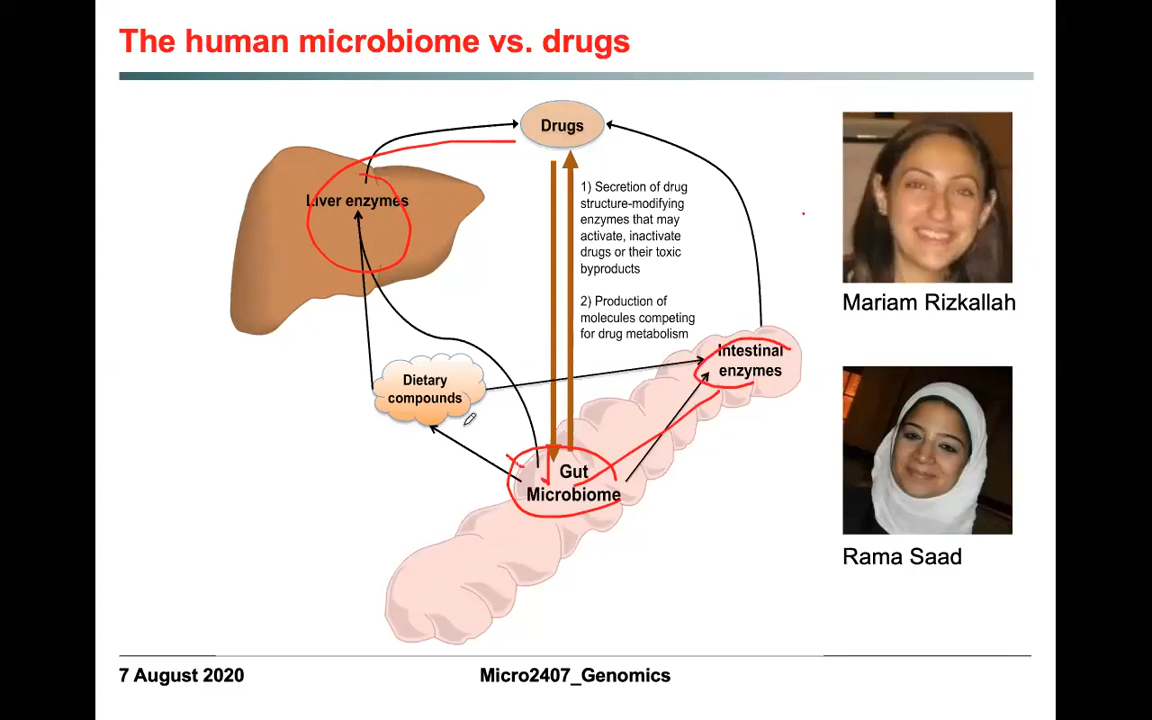 The human microbiome vs. drugs
Drugs
Liver enzymes
1) Secretion of drug
structure-modifying
enzymes that may
activate, inactivate
drugs or their toxic
byproducts
2) Production of
molecules competing
for drug metabolism
Mariam Rizkallah
Intestinal
enzymes
Dietary
compounds
Gut
Microbiome
Rama Saad
7 August 2020
Micro2407_Genomics